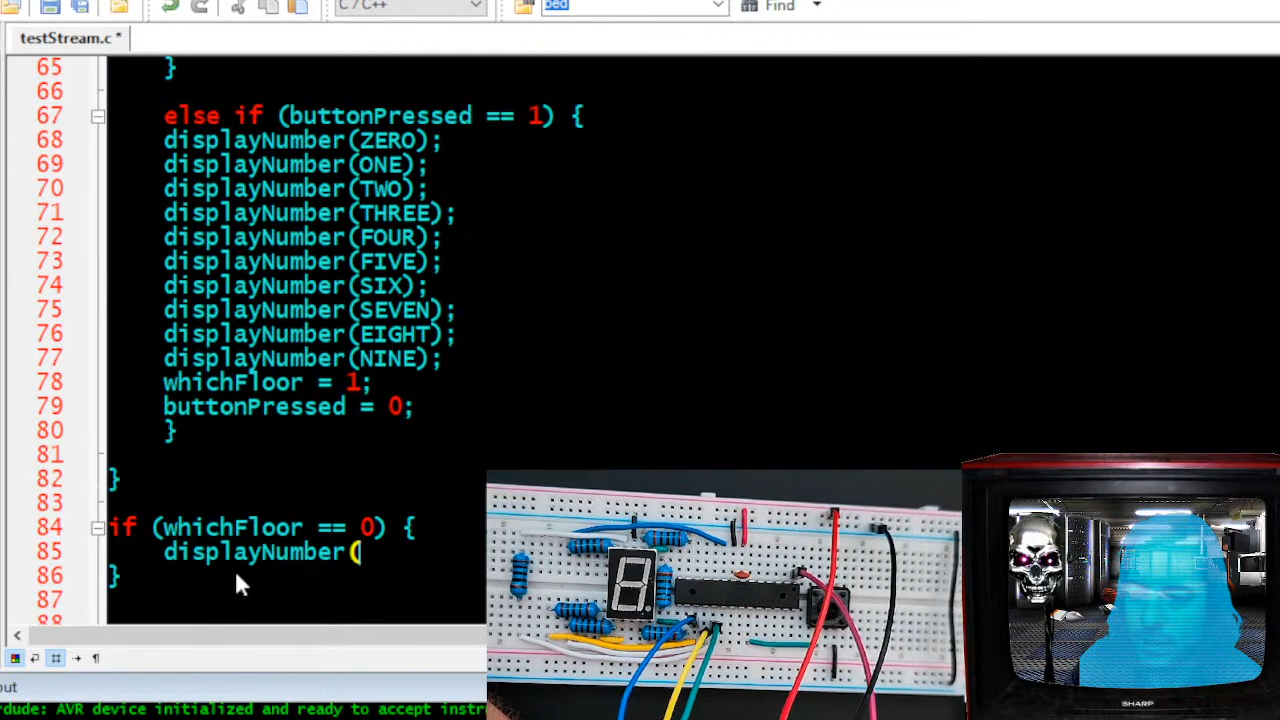 C/C++
ped
Find
testStream.c *
65 }
66
67 else if (buttonPressed == 1) {
68 displayNumber(ZERO);
69 displayNumber(ONE);
70 displayNumber(TWO);
71 displayNumber(THREE);
72 displayNumber(FOUR);
73 displayNumber(FIVE);
74 displayNumber(SIX);
75 displayNumber(SEVEN);
76 displayNumber(EIGHT);
77 displayNumber(NINE);
78 whichFloor = 1;
79 buttonPressed = 0;
80 }
81
82 }
83
84 if (whichFloor == 0) {
85 displayNumber(
86 }
87
88
SHARP
put
rdude: AVR device initialized and ready to accept instr